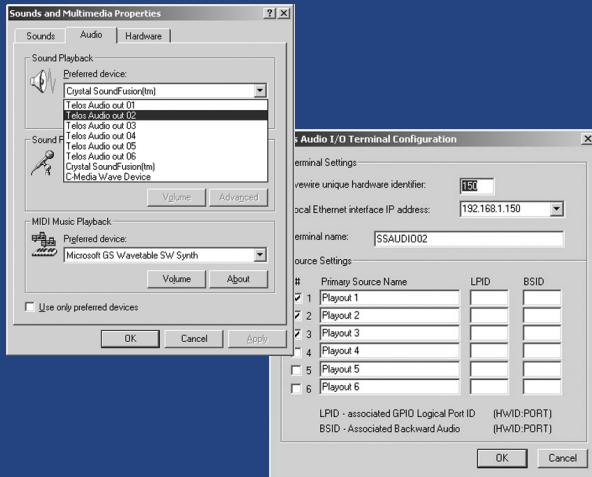 Sounds and Multimedia Properties
Sounds Audio Hardware
Sound Playback
Preferred device:
Crystal SoundFusion(tm)
Telos Audio out 01
Telos Audio out 02
Telos Audio out 03
Telos Audio out 04
Telos Audio out 05
Telos Audio out 06
Crystal SoundFusion(tm)
C-Media Wave Device
Sound
Volume Advanced
MIDI Music Playback
Preferred device:
Microsoft GS Wavetable SW Synth
Volume About
Use only preferred devices
OK Cancel Apply
s Audio I/O Terminal Configuration
erminal Settings
vewire unique hardware identifier: 150
ocal Ethernet interface IP address: 192.168.1.150
erminal name: SSAUDIO02
ource Settings
# Primary Source Name LPID BSID
1 Playout 1
2 Playout 2
3 Playout 3
4 Playout 4
5 Playout 5
6 Playout 6
LPID - associated GPIO Logical Port ID (HWID:PORT)
BSID - Associated Backward Audio (HWID:PORT)
OK Cancel